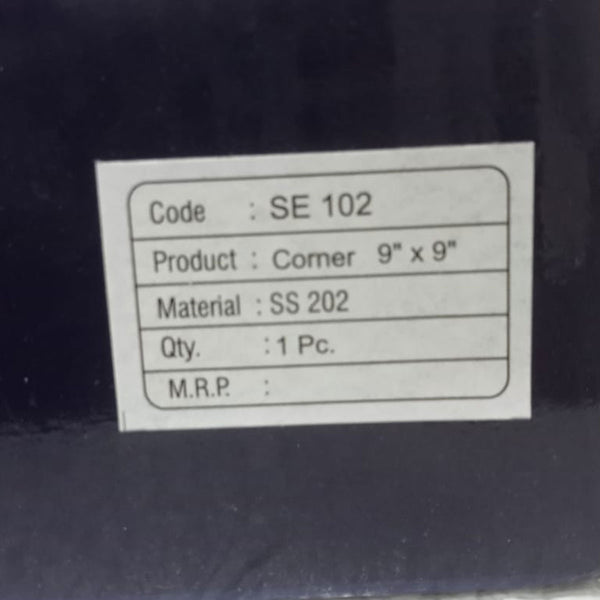 Code : SE 102
Product : Corner 9" x 9"
Material : SS 202
Qty. : 1 Pc.
M.R.P. :